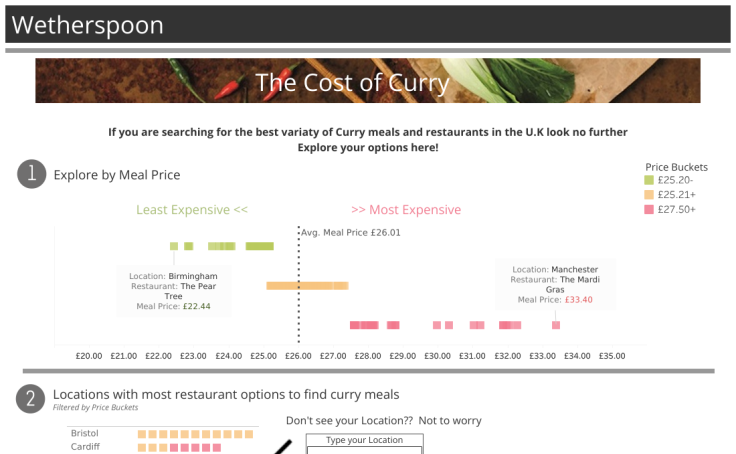 Wetherspoon
The Cost of Curry
If you are searching for the best variaty of Curry meals and restaurants in the U.K look no further
Explore your options here!
1 Explore by Meal Price
Price Buckets
£25.20-
£25.21+
£27.50+
Least Expensive << >> Most Expensive
Avg. Meal Price £26.01
Location: Birmingham
Restaurant: The Pear
Tree
Meal Price: £22.44
Location: Manchester
Restaurant: The Mardi
Gras
Meal Price: £33.40
£20.00 £21.00 £22.00 £23.00 £24.00 £25.00 £26.00 £27.00 £28.00 £29.00 £30.00 £31.00 £32.00 £33.00 £34.00 £35.00
2 Locations with most restaurant options to find curry meals
Filtered by Price Buckets
Don't see your Location?? Not to worry
Type your Location
Bristol
Cardiff